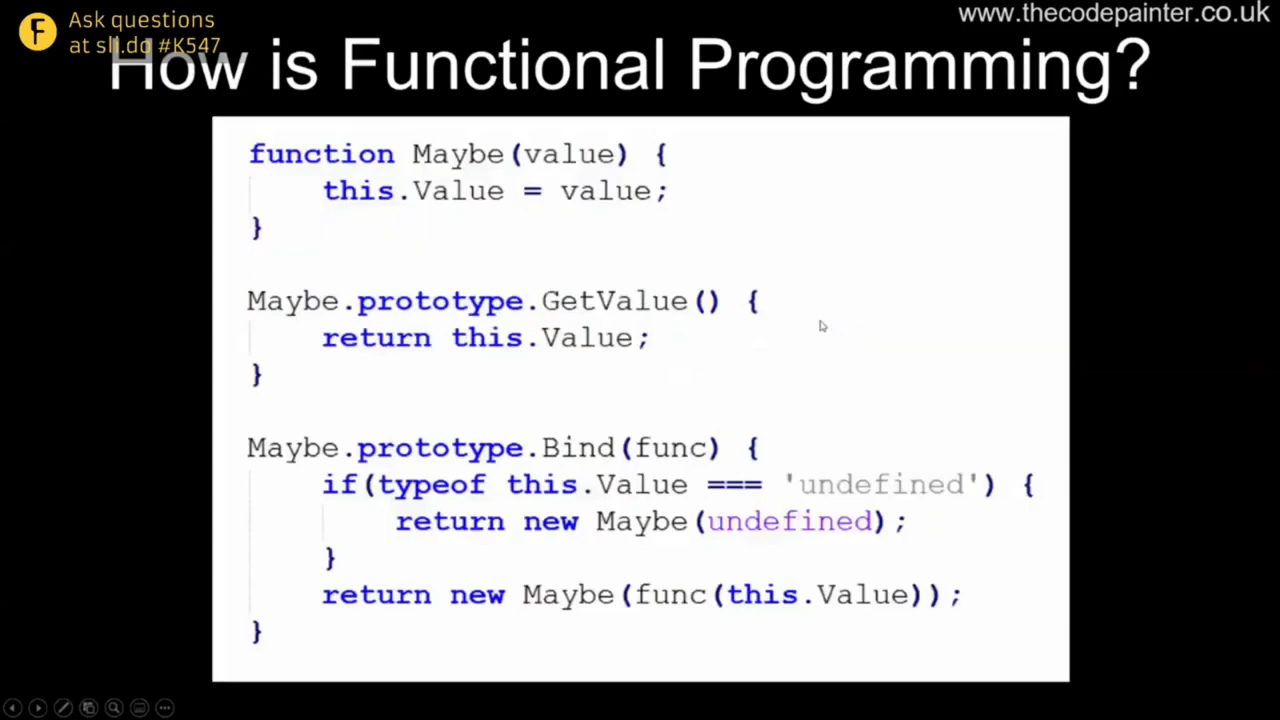 Ask questions
at sli.do #K547
www.thecodepainter.co.uk
How is Functional Programming?
function Maybe(value) {
    this.Value = value;
}
Maybe.prototype.GetValue() {
    return this.Value;
}
Maybe.prototype.Bind(func) {
    if(typeof this.Value === 'undefined') {
        return new Maybe(undefined);
    }
    return new Maybe(func(this.Value));
}